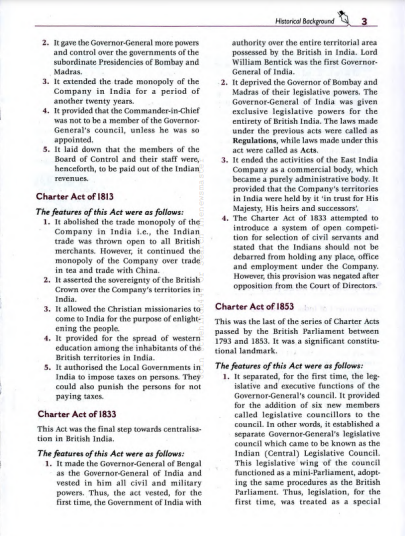 Historical Background 3
2. It gave the Governor-General more powers
and control over the governments of the
subordinate Presidencies of Bombay and
Madras.
3. It extended the trade monopoly of the
Company in India for a period of
another twenty years.
4. It provided that the Commander-in-Chief
was not to be a member of the Governor-
General's council, unless he was so
appointed.
5. It laid down that the members of the
Board of Control and their staff were,
henceforth, to be paid out of the Indian
revenues.
Charter Act of 1813
The features of this Act were as follows:
1. It abolished the trade monopoly of the
Company in India i.e., the Indian
trade was thrown open to all British
merchants. However, it continued the
monopoly of the Company over trade
in tea and trade with China.
2. It asserted the sovereignty of the British
Crown over the Company's territories in
India.
3. It allowed the Christian missionaries to
come to India for the purpose of enlight-
ening the people.
4. It provided for the spread of western
education among the inhabitants of the
British territories in India.
5. It authorised the Local Governments in
India to impose taxes on persons. They
could also punish the persons for not
paying taxes.
Charter Act of 1833
This Act was the final step towards centralisa-
tion in British India.
The features of this Act were as follows:
1. It made the Governor-General of Bengal
as the Governor-General of India and
vested in him all civil and military
powers. Thus, the act vested, for the
first time, the Government of India with
authority over the entire territorial area
possessed by the British in India. Lord
William Bentick was the first Governor-
General of India.
2. It deprived the Governor of Bombay and
Madras of their legislative powers. The
Governor-General of India was given
exclusive legislative powers for the
entirety of British India. The laws made
under the previous acts were called as
Regulations, while laws made under this
act were called as Acts.
3. It ended the activities of the East India
Company as a commercial body, which
became a purely administrative body. It
provided that the Company's territories
in India were held by it 'in trust for His
Majesty, His heirs and successors'.
4. The Charter Act of 1833 attempted to
introduce a system of open competi-
tion for selection of civil servants and
stated that the Indians should not be
debarred from holding any place, office
and employment under the Company.
However, this provision was negated after
opposition from the Court of Directors.
Charter Act of 1853
This was the last of the series of Charter Acts
passed by the British Parliament between
1793 and 1853. It was a significant constitu-
tional landmark.
The features of this Act were as follows:
1. It separated, for the first time, the leg-
islative and executive functions of the
Governor-General's council. It provided
for the addition of six new members
called legislative councillors to the
council. In other words, it established a
separate Governor-General's legislative
council which came to be known as the
Indian (Central) Legislative Council.
This legislative wing of the council
functioned as a mini-Parliament, adopt-
ing the same procedures as the British
Parliament. Thus, legislation, for the
first time, was treated as a special